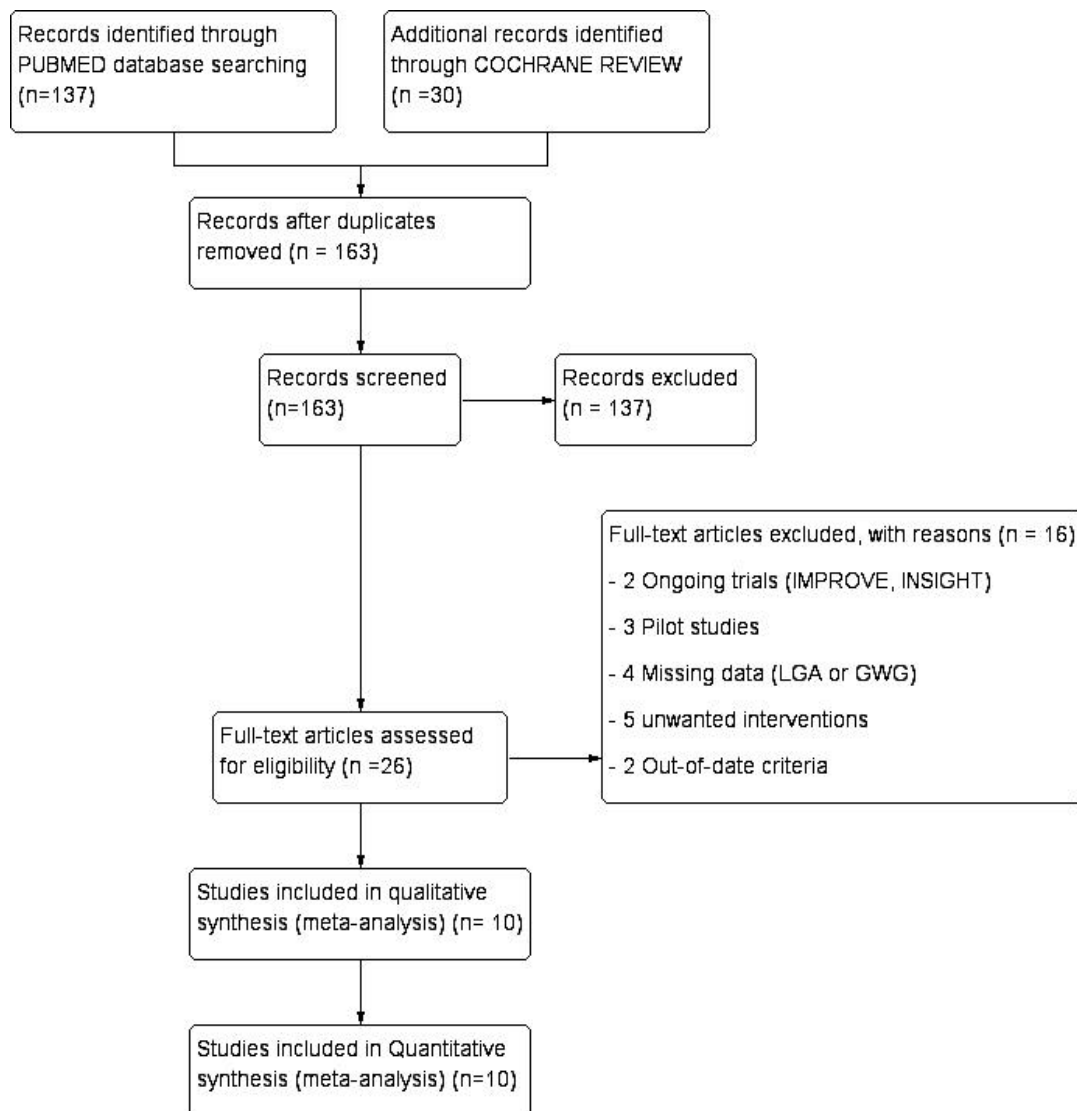 Records identified through
PUBMED database searching
(n=137)
Additional records identified
through COCHRANE REVIEW
(n =30)
Records after duplicates
removed (n = 163)
Records screened
(n=163)
Records excluded
(n = 137)
Full-text articles excluded, with reasons (n = 16)
- 2 Ongoing trials (IMPROVE, INSIGHT)
- 3 Pilot studies
- 4 Missing data (LGA or GWG)
- 5 unwanted interventions
- 2 Out-of-date criteria
Full-text articles assessed
for eligibility (n =26)
Studies included in qualitative
synthesis (meta-analysis) (n= 10)
Studies included in Quantitative
synthesis (meta-analysis) (n=10)